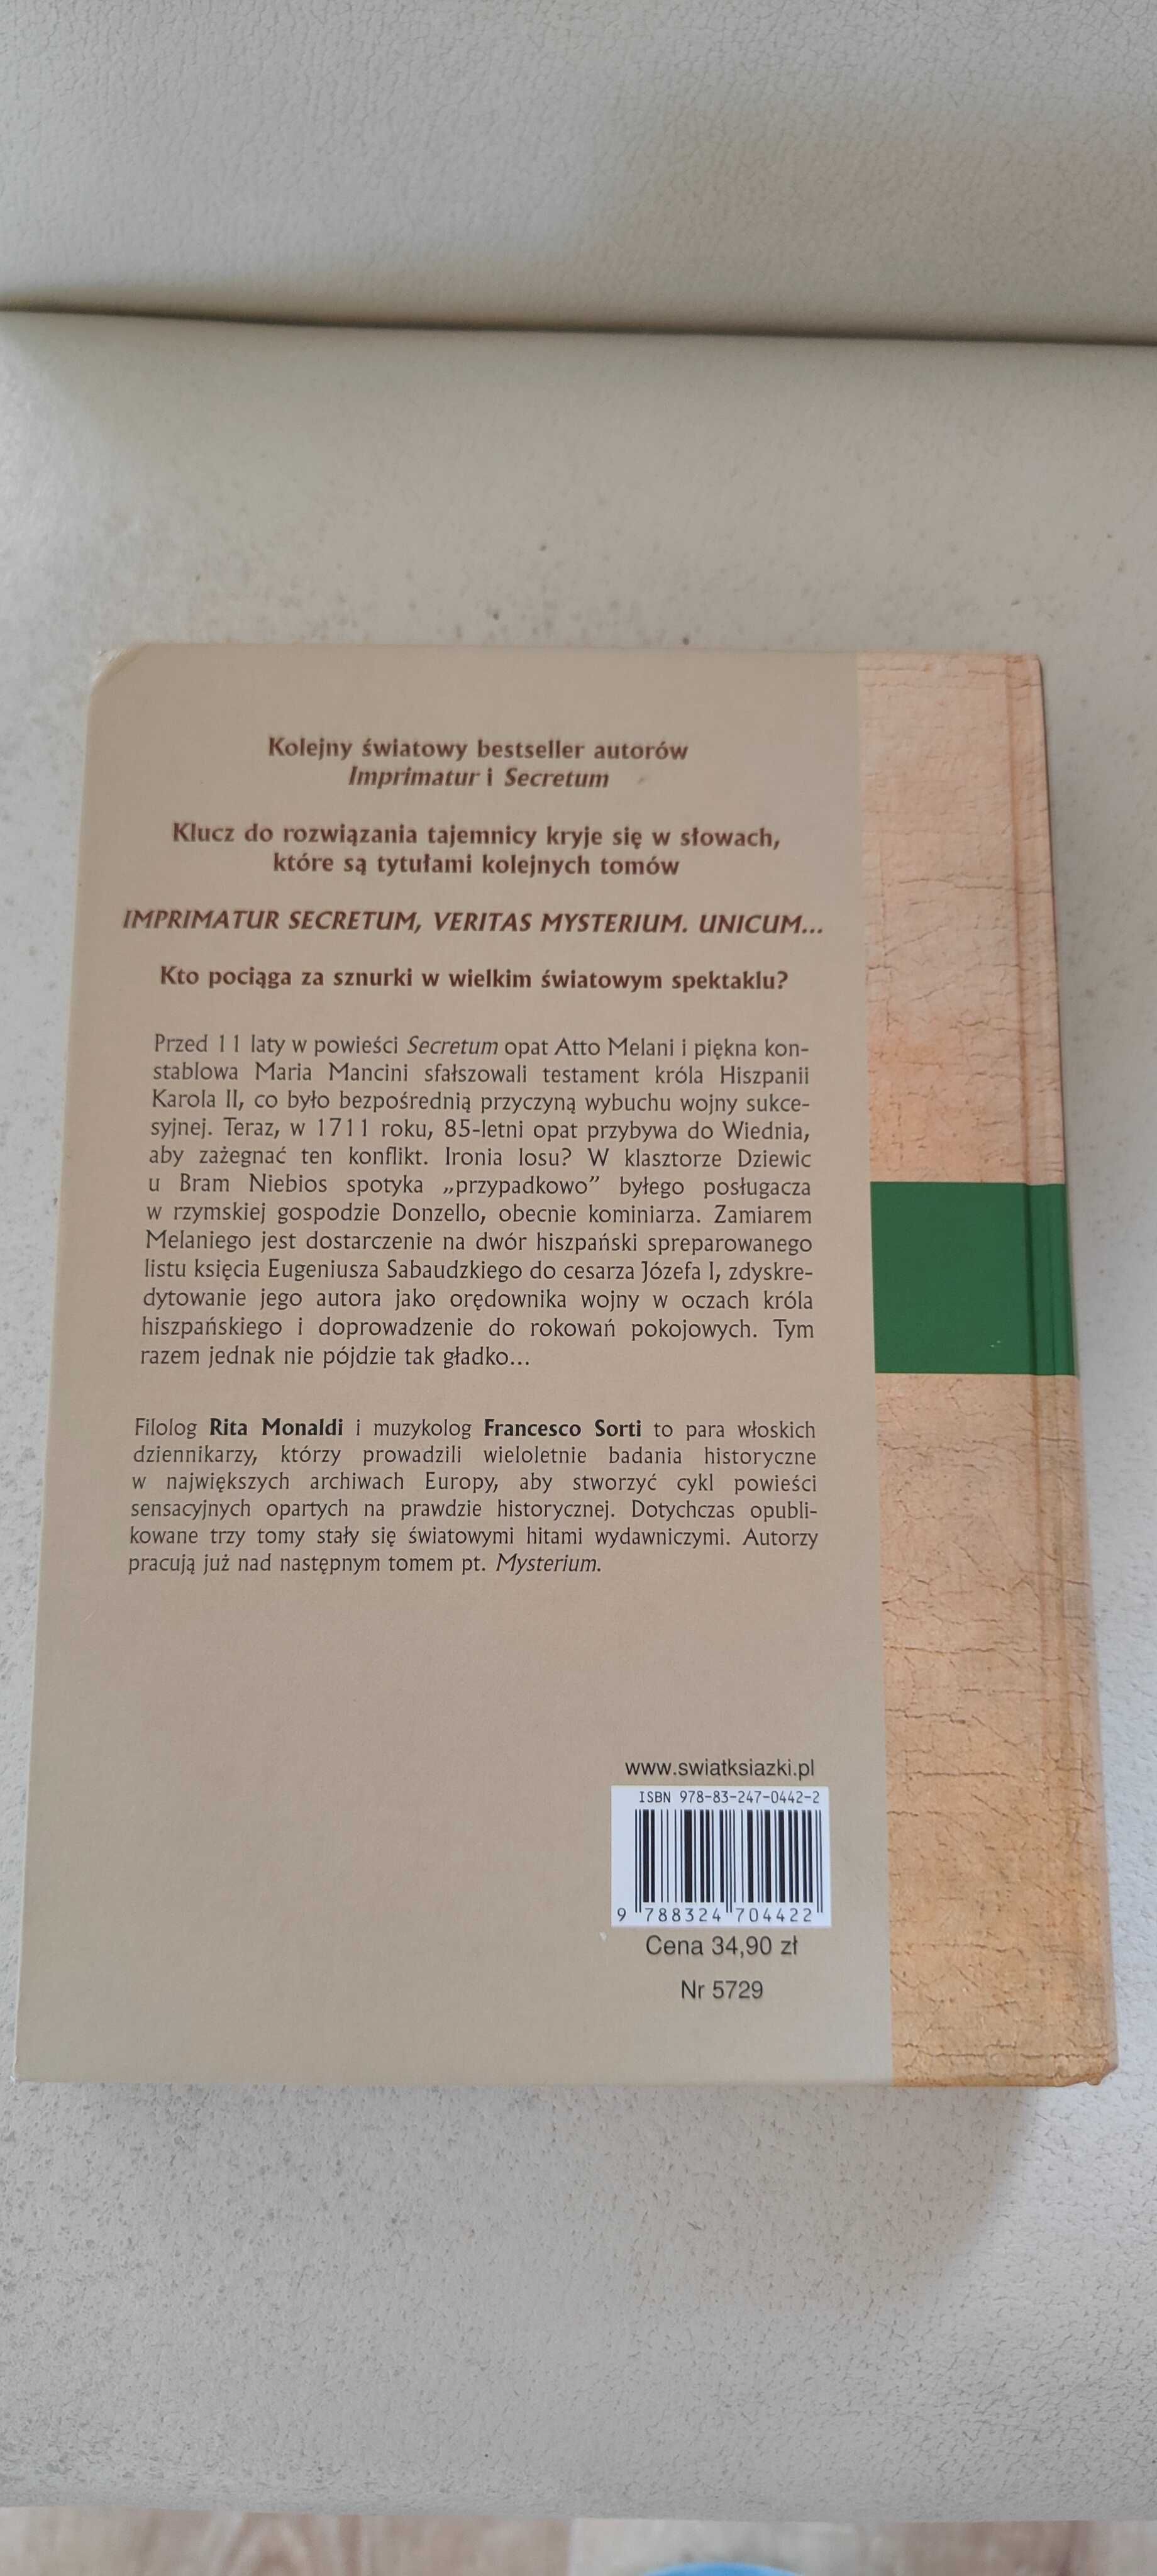 Kolejny światowy bestseller autorów
Imprimatur i Secretum
Klucz do rozwiązania tajemnicy kryje się w słowach,
które są tytułami kolejnych tomów
IMPRIMATUR SECRETUM, VERITAS MYSTERIUM. UNICUM...
Kto pociąga za sznurki w wielkim światowym spektaklu?
Przed 11 laty w powieści Secretum opat Atto Melani i piękna kon-
stablowa Maria Mancini sfałszowali testament króla Hiszpanii
Karola II, co było bezpośrednią przyczyną wybuchu wojny sukce-
syjnej. Teraz, w 1711 roku, 85-letni opat przybywa do Wiednia,
aby zażegnać ten konflikt. Ironia losu? W klasztorze Dziewic
u Bram Niebios spotyka „przypadkowo” byłego posługacza
w rzymskiej gospodzie Donzello, obecnie kominiarza. Zamiarem
Melaniego jest dostarczenie na dwór hiszpański spreparowanego
listu księcia Eugeniusza Sabaudzkiego do cesarza Józefa I, zdyskre-
dytowanie jego autora jako orędownika wojny w oczach króla
hiszpańskiego i doprowadzenie do rokowań pokojowych. Tym
razem jednak nie pójdzie tak gładko...
Filolog Rita Monaldi i muzykolog Francesco Sorti to para włoskich
dziennikarzy, którzy prowadzili wieloletnie badania historyczne
w największych archiwach Europy, aby stworzyć cykl powieści
sensacyjnych opartych na prawdzie historycznej. Dotychczas opubli-
kowane trzy tomy stały się światowymi hitami wydawniczymi. Autorzy
pracują już nad następnym tomem pt. Mysterium.
www.swiatksiazki.pl
ISBN 978-83-247-0442-2
9 788324 704422
Cena 34,90 zł
Nr 5729